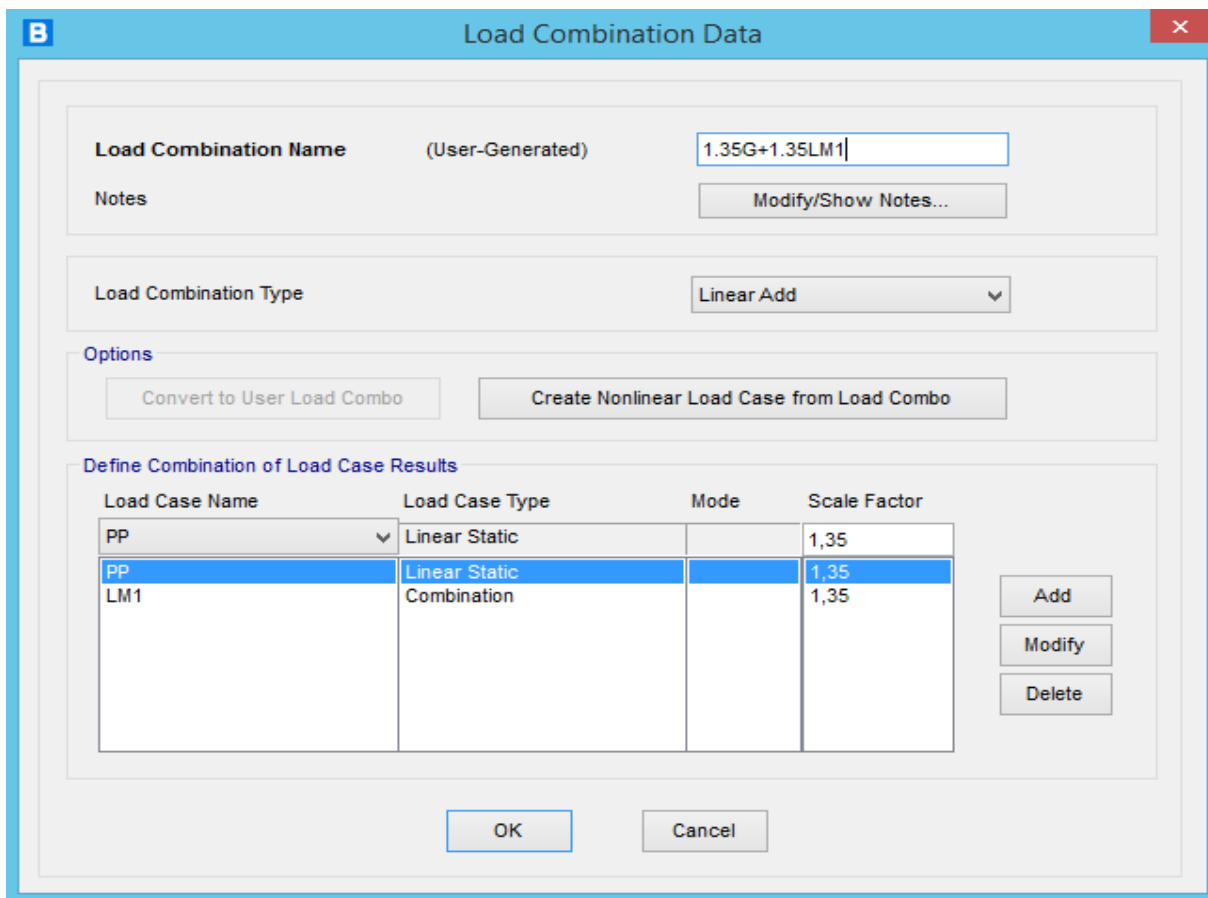 B Load Combination Data
Load Combination Name (User-Generated) 1.35G+1.35LM1
Notes Modify/Show Notes...
Load Combination Type Linear Add
Options
Convert to User Load Combo Create Nonlinear Load Case from Load Combo
Define Combination of Load Case Results
Load Case Name Load Case Type Mode Scale Factor
PP Linear Static 1,35
PP Linear Static 1,35
LM1 Combination 1,35
Add
Modify
Delete
OK Cancel